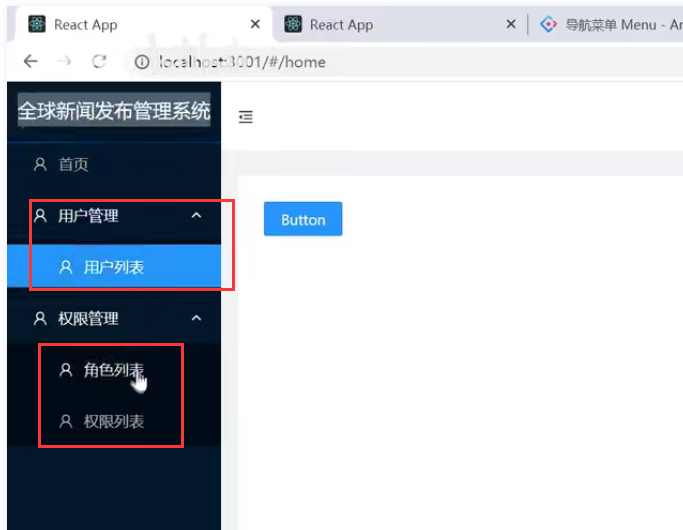 React App
React App
导航菜单 Menu - An
localhost:3001/#/home
全球新闻发布管理系统
首页
用户管理
Button
用户列表
权限管理
角色列表
权限列表